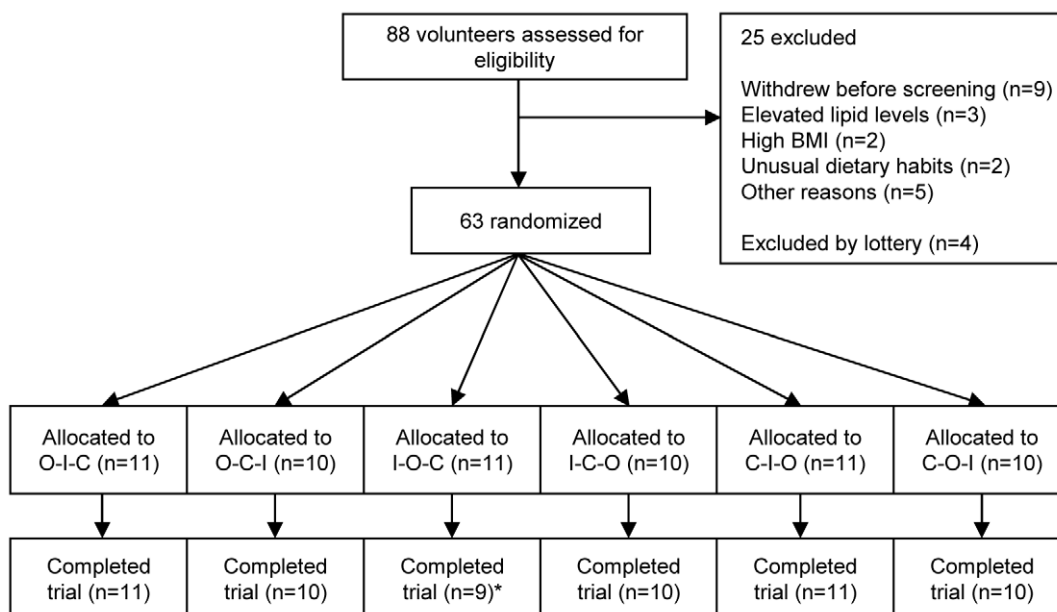 88 volunteers assessed for
eligibility
25 excluded
Withdrew before screening (n=9)
Elevated lipid levels (n=3)
High BMI (n=2)
Unusual dietary habits (n=2)
Other reasons (n=5)
Excluded by lottery (n=4)
63 randomized
Allocated to
O-I-C (n=11)
Allocated to
O-C-I (n=10)
Allocated to
I-O-C (n=11)
Allocated to
I-C-O (n=10)
Allocated to
C-I-O (n=11)
Allocated to
C-O-I (n=10)
Completed
trial (n=11)
Completed
trial (n=10)
Completed
trial (n=9)*
Completed
trial (n=10)
Completed
trial (n=11)
Completed
trial (n=10)